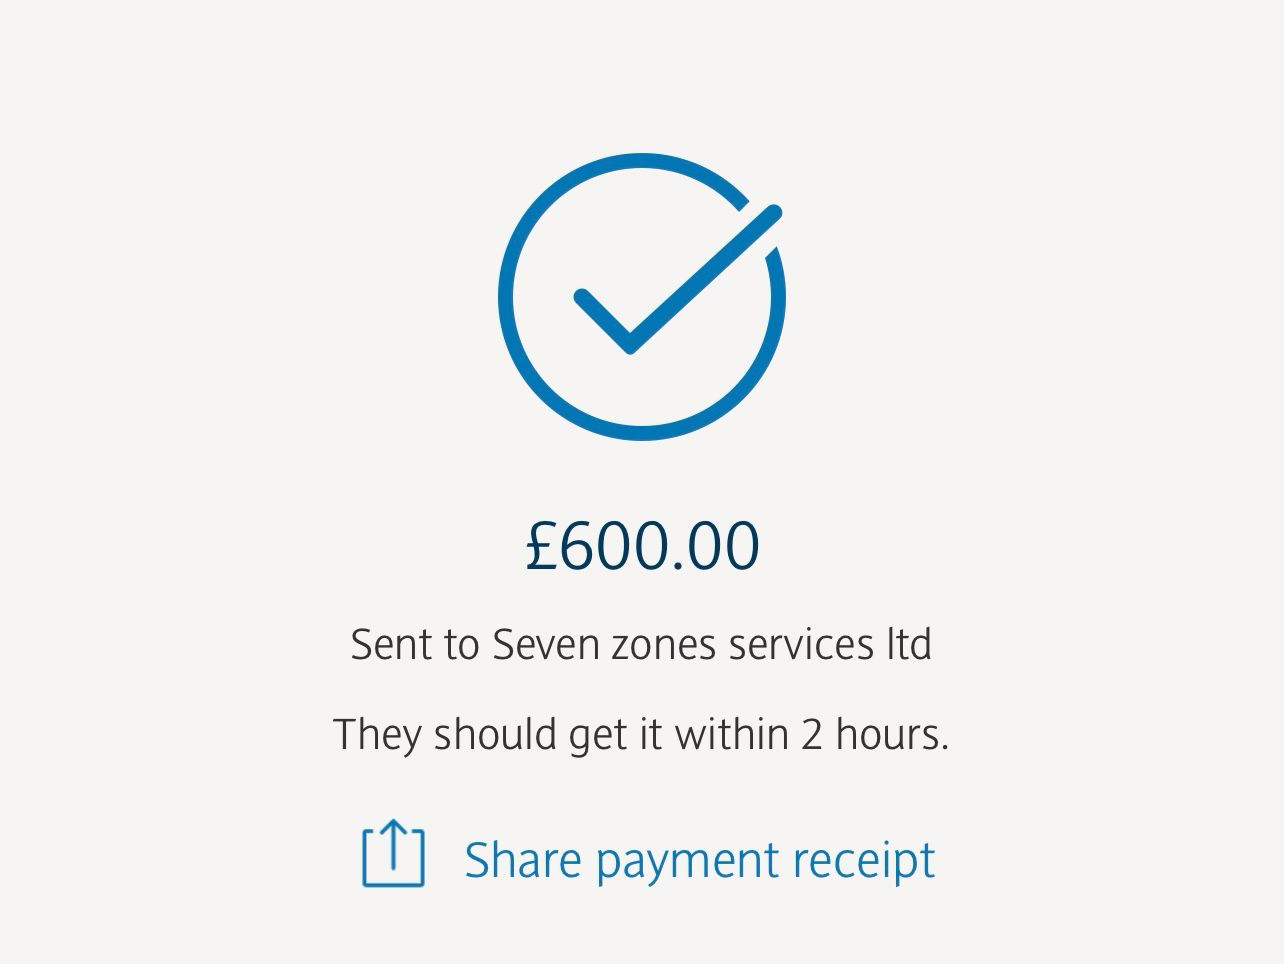 £600.00
Sent to Seven zones services ltd
They should get it within 2 hours.
Share payment receipt